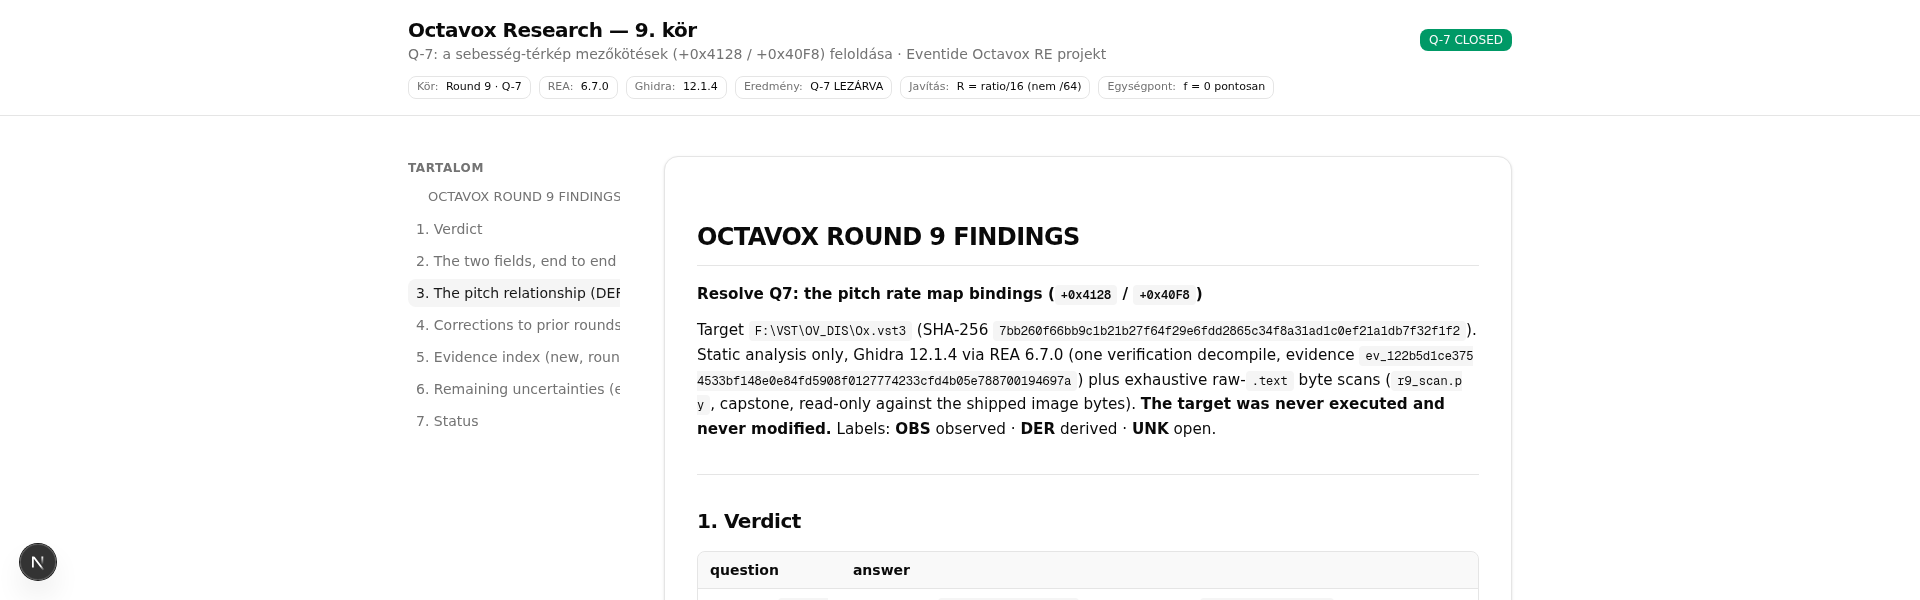 Octavox Research — 9. kör
Q-7: a sebesség-térkép mezőkötések (+0x4128 / +0x40F8) feloldása · Eventide Octavox RE projekt
Q-7 CLOSED
Kör: Round 9 · Q-7
REA: 6.7.0
Ghidra: 12.1.4
Eredmény: Q-7 LEZÁRVA
Javítás: R = ratio/16 (nem /64)
Egységpont: f = 0 pontosan
TARTALOM
OCTAVOX ROUND 9 FINDINGS
1. Verdict
2. The two fields, end to end
3. The pitch relationship (DEF
4. Corrections to prior rounds
5. Evidence index (new, roun
6. Remaining uncertainties (e
7. Status
OCTAVOX ROUND 9 FINDINGS
Resolve Q7: the pitch rate map bindings ( +0x4128 / +0x40F8 )
Target F:\VST\OV_DIS\Ox.vst3 (SHA-256 7bb260f66bb9c1b21b27f64f29e6fdd2865c34f8a31ad1c0ef21a1db7f32f1f2 ).
Static analysis only, Ghidra 12.1.4 via REA 6.7.0 (one verification decompile, evidence ev_122b5d1ce375
4533bf148e0e84fd5908f0127774233cfd4b05e788700194697a ) plus exhaustive raw- .text byte scans ( r9_scan.p
y , capstone, read-only against the shipped image bytes). The target was never executed and
never modified. Labels: OBS observed · DER derived · UNK open.
1. Verdict
question answer